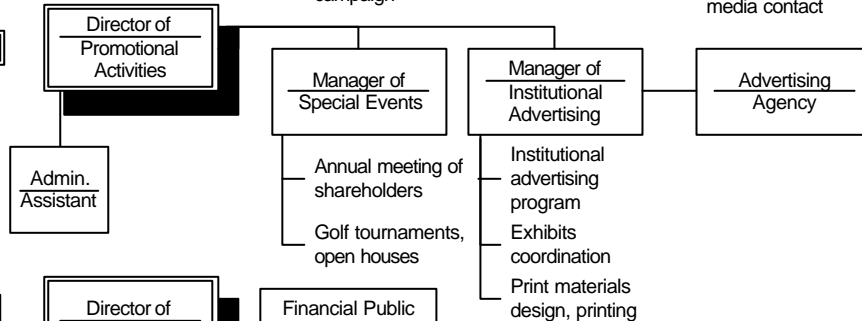 campaign
media contact
Director of
Promotional
Activities
Manager of
Special Events
Manager of
Institutional
Advertising
Advertising
Agency
Admin.
Assistant
Annual meeting of
shareholders
Golf tournaments,
open houses
Institutional
advertising
program
Exhibits
coordination
Print materials
design, printing
Director of
Financial Public